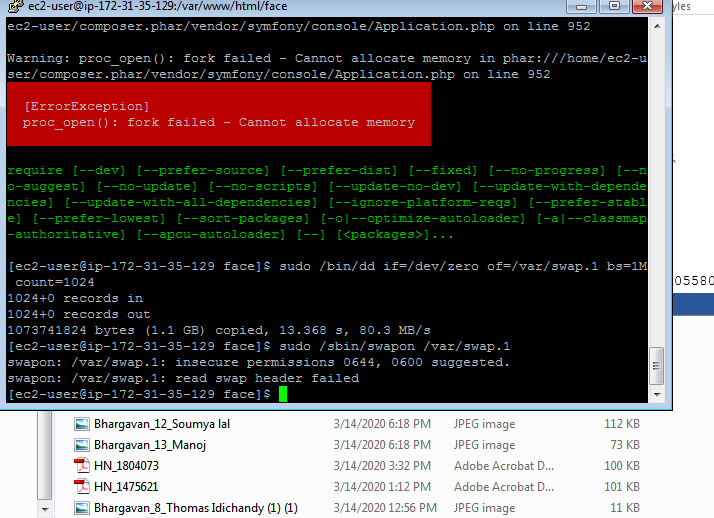 ec2-user@ip-172-31-35-129:/var/www/html/face
yles
ec2-user/composer.phar/vendor/symfony/console/Application.php on line 952
Warning: proc_open(): fork failed - Cannot allocate memory in phar:///home/ec2-u
ser/composer.phar/vendor/symfony/console/Application.php on line 952
[ErrorException]
proc_open(): fork failed - Cannot allocate memory
require [--dev] [--prefer-source] [--prefer-dist] [--fixed] [--no-progress] [--n
o-suggest] [--no-update] [--no-scripts] [--update-no-dev] [--update-with-depende
ncies] [--update-with-all-dependencies] [--ignore-platform-reqs] [--prefer-stabl
e] [--prefer-lowest] [--sort-packages] [-o|--optimize-autoloader] [-a|--classmap
-authoritative] [--apcu-autoloader] [--] [<packages>]...
[ec2-user@ip-172-31-35-129 face]$ sudo /bin/dd if=/dev/zero of=/var/swap.1 bs=1M
count=1024
05580
1024+0 records in
1024+0 records out
1073741824 bytes (1.1 GB) copied, 13.368 s, 80.3 MB/s
[ec2-user@ip-172-31-35-129 face]$ sudo /sbin/swapon /var/swap.1
swapon: /var/swap.1: insecure permissions 0644, 0600 suggested.
swapon: /var/swap.1: read swap header failed
[ec2-user@ip-172-31-35-129 face]$
Bhargavan_12_Soumya lal 3/14/2020 6:18 PM JPEG image 112 KB
Bhargavan_13_Manoj 3/14/2020 6:18 PM JPEG image 73 KB
HN_1804073 3/14/2020 3:32 PM Adobe Acrobat D... 100 KB
HN_1475621 3/14/2020 1:12 PM Adobe Acrobat D... 101 KB
Bhargavan_8_Thomas Idichandy (1) (1) 3/14/2020 12:56 PM JPEG image 11 KB